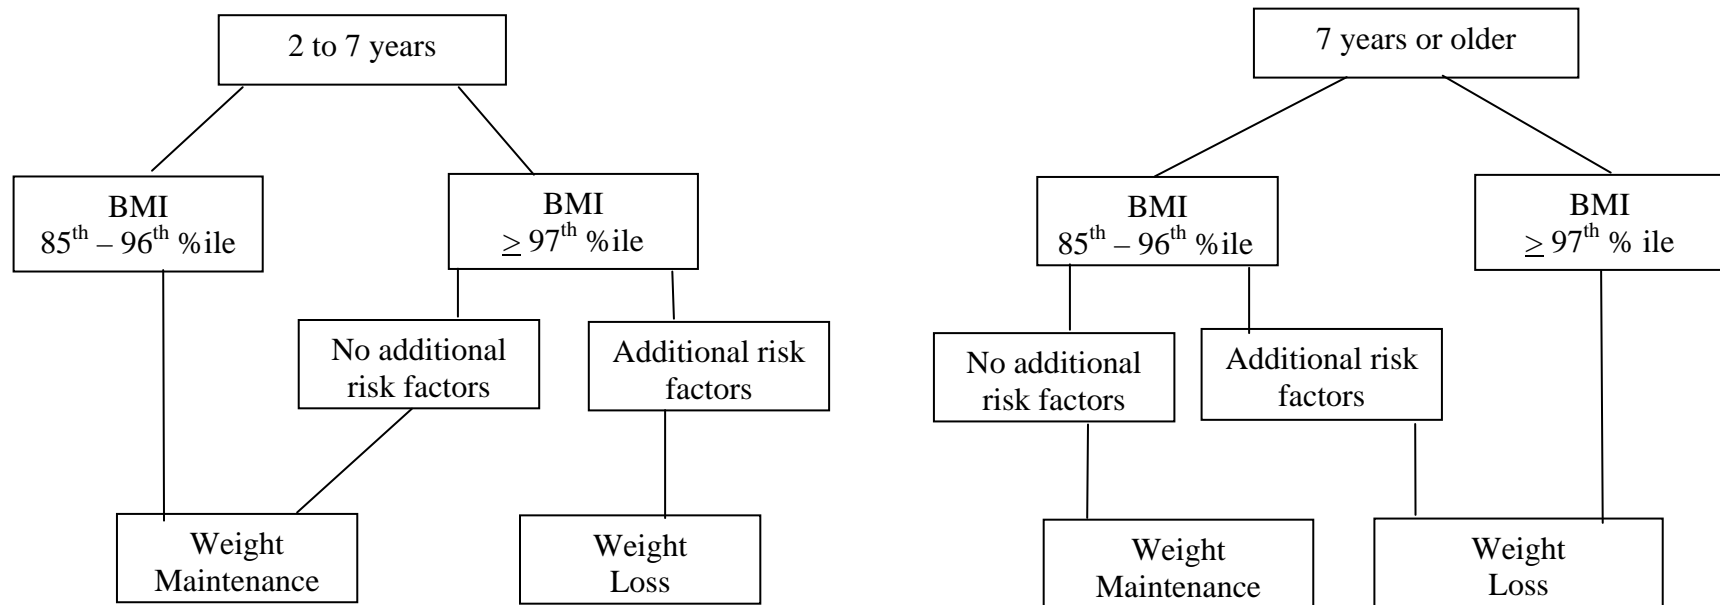 2 to 7 years
BMI
85th – 96th %ile
BMI
≥ 97th %ile
No additional
risk factors
Additional risk
factors
Weight
Maintenance
Weight
Loss
7 years or older
BMI
85th – 96th %ile
BMI
≥ 97th % ile
No additional
risk factors
Additional risk
factors
Weight
Maintenance
Weight
Loss